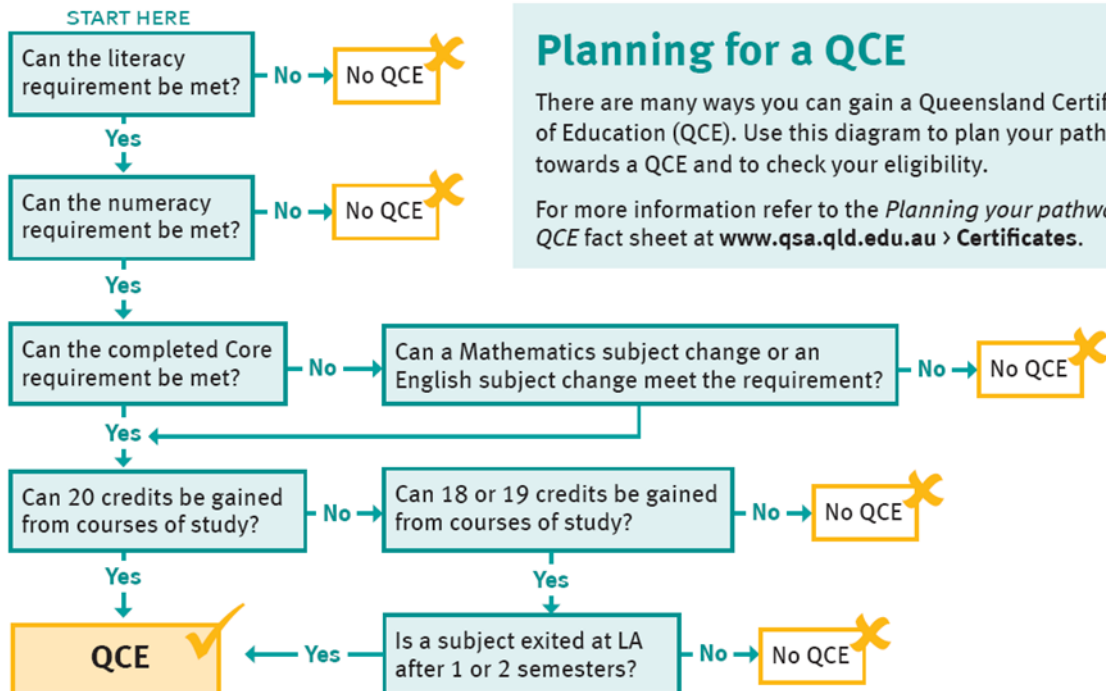 START HERE
Can the literacy
requirement be met?
No
No QCE
Yes
Can the numeracy
requirement be met?
No
No QCE
Yes
Planning for a QCE
There are many ways you can gain a Queensland
of Education (QCE). Use this diagram to plan your
towards a QCE and to check your eligibility.
For more information refer to the Planning your
QCE fact sheet at www.qsa.qld.edu.au › Certificates.
Can the completed Core
requirement be met?
No
Can a Mathematics subject change or an
English subject change meet the requirement?
No
No QCE
Yes
Can 20 credits be gained
from courses of study?
No
Can 18 or 19 credits be gained
from courses of study?
No
No QCE
Yes
Yes
QCE
Yes
Is a subject exited at LA
after 1 or 2 semesters?
No
No QCE